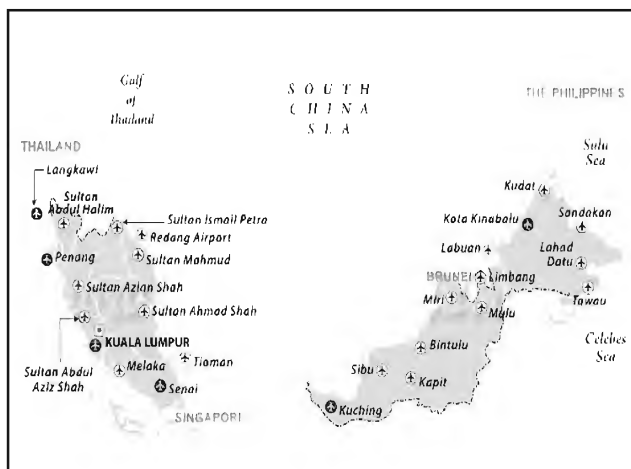 Gulf
of
Thailand
SOUTH
CHINA
SEA
THE PHILIPPINES
Sulu
Sea
THAILAND
Langkawi
Sultan
Abdul Halim
Sultan Ismail Petra
Redang Airport
Penang
Sultan Mahmud
Sultan Azlan Shah
Sultan Ahmad Shah
KUALA LUMPUR
Sultan Abdul
Aziz Shah
Melaka
Tioman
Senai
SINGAPORE
Kudat
Kota Kinabalu
Sandakan
Labuan
Lahad
Datu
BRUNEI
Limbang
Miri
Mulu
Tawau
Celebes
Sea
Bintulu
Sibu
Kapit
Kuching